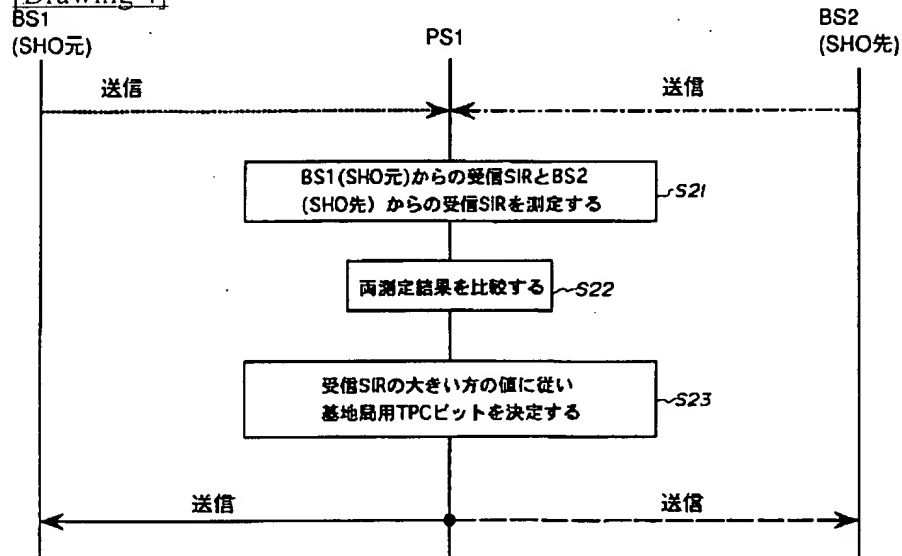 [Drawing 4]
BS1
(SHO元)
PS1
BS2
(SHO先)
送信
送信
BS1(SHO元)からの受信SIRとBS2
(SHO先)からの受信SIRを測定する
S21
両測定結果を比較する
S22
受信SIRの大きい方の値に従い
基地局用TPCビットを決定する
S23
送信
送信